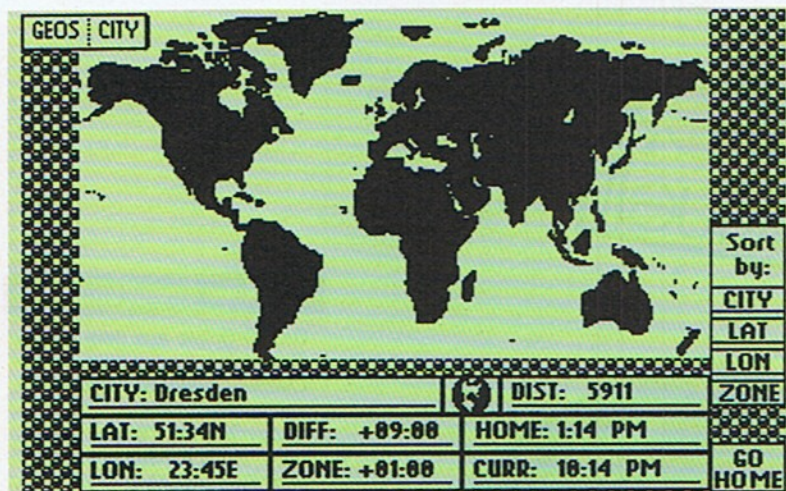 GEOS CITY
Sort
by:
CITY
LAT
LON
ZONE
CITY: Dresden
DIST: 5911
LAT: 51:34N
DIFF: +09:00
HOME: 1:14 PM
LON: 23:45E
ZONE: +01:00
CURR: 10:14 PM
GO
HOME